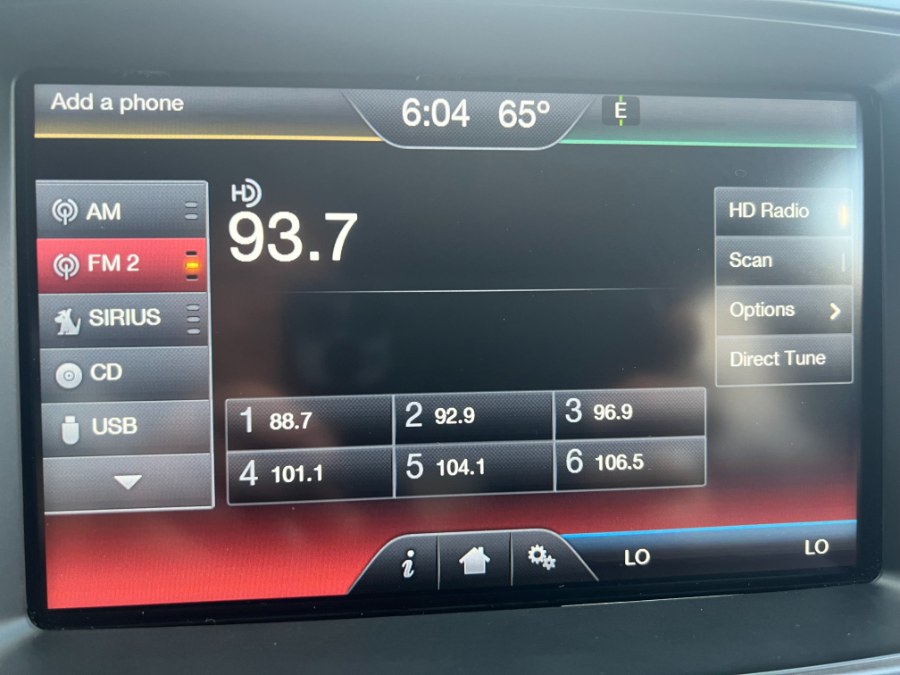 Add a phone
6:04 65° E
AM
FM 2
SIRIUS
CD
USB
HD
93.7
HD Radio
Scan
Options
Direct Tune
1 88.7
2 92.9
3 96.9
4 101.1
5 104.1
6 106.5
i
LO LO